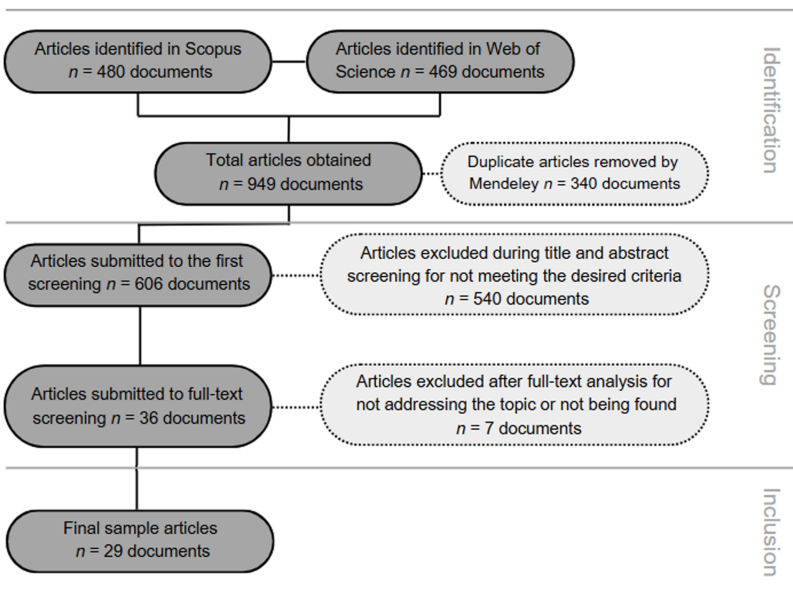 Articles identified in Scopus
n = 480 documents
Articles identified in Web of
Science n = 469 documents
Identification
Total articles obtained
n = 949 documents
Duplicate articles removed by
Mendeley n = 340 documents
Articles submitted to the first
screening n = 606 documents
Articles excluded during title and abstract
screening for not meeting the desired criteria
n = 540 documents
Screening
Articles submitted to full-text
screening n = 36 documents
Articles excluded after full-text analysis for
not addressing the topic or not being found
n = 7 documents
Final sample articles
n = 29 documents
Inclusion